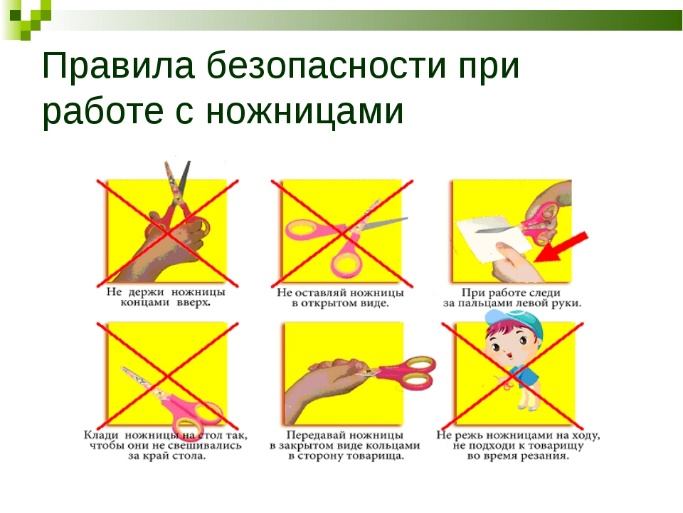 Правила безопасности при
работе с ножницами
Не держи ножницы
концами вверх.
Не оставляй ножницы
в открытом виде.
При работе следи
за пальцами левой руки.
Клади ножницы на стол так,
чтобы они не свешивались
за край стола.
Передавай ножницы
в закрытом виде кольцами
в сторону товарища.
Не режь ножницами на ходу,
не подходи к товарищу
во время резания.